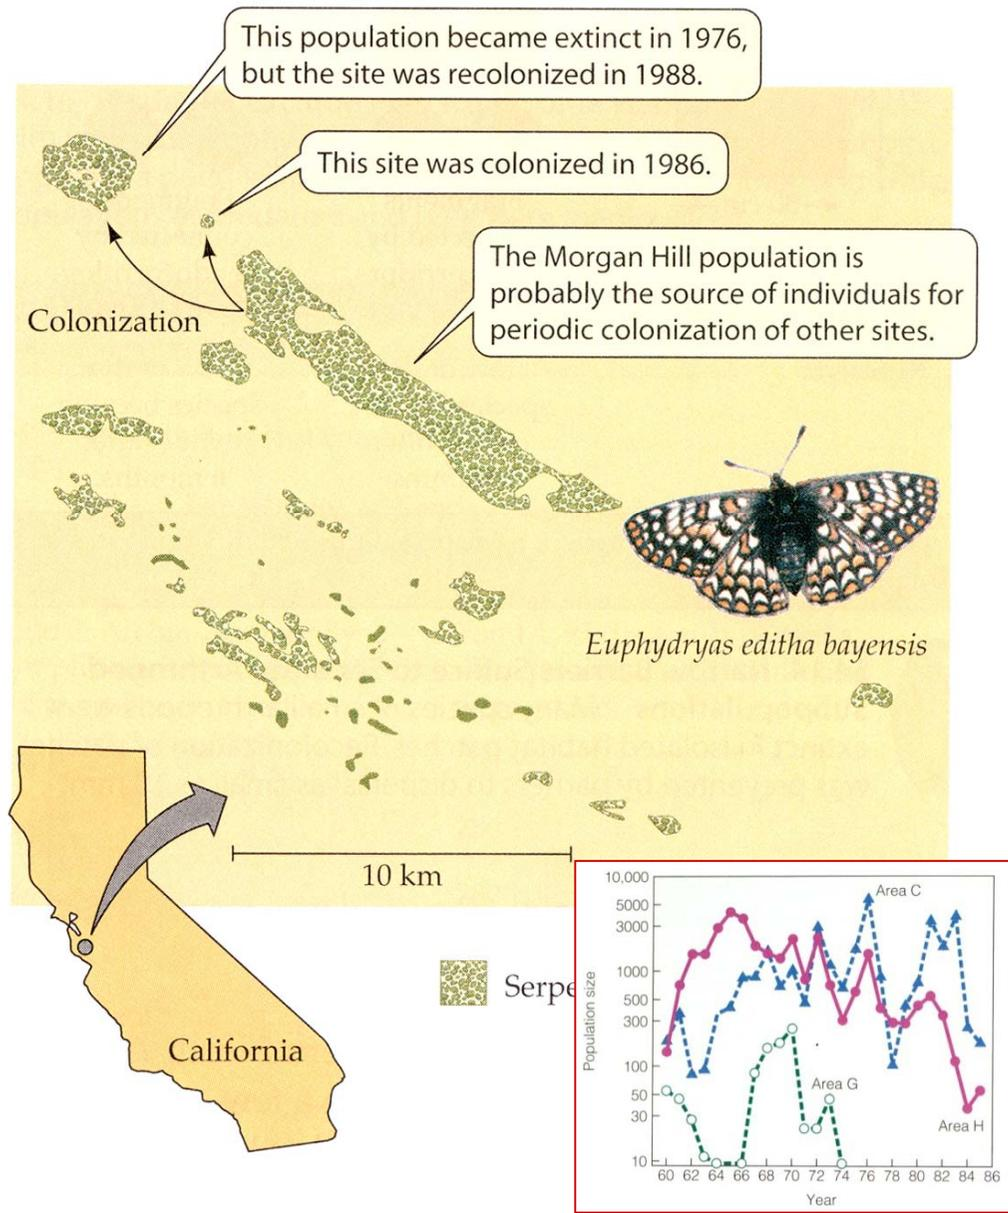 This population became extinct in 1976,
but the site was recolonized in 1988.
This site was colonized in 1986.
The Morgan Hill population is
probably the source of individuals for
periodic colonization of other sites.
Colonization
Euphydryas editha bayensis
10 km
California
10,000
5000
3000
1000
500
300
100
50
30
10
Population size
Area C
Area G
Area H
60 62 64 66 68 70 72 74 76 78 80 82 84 86
Year